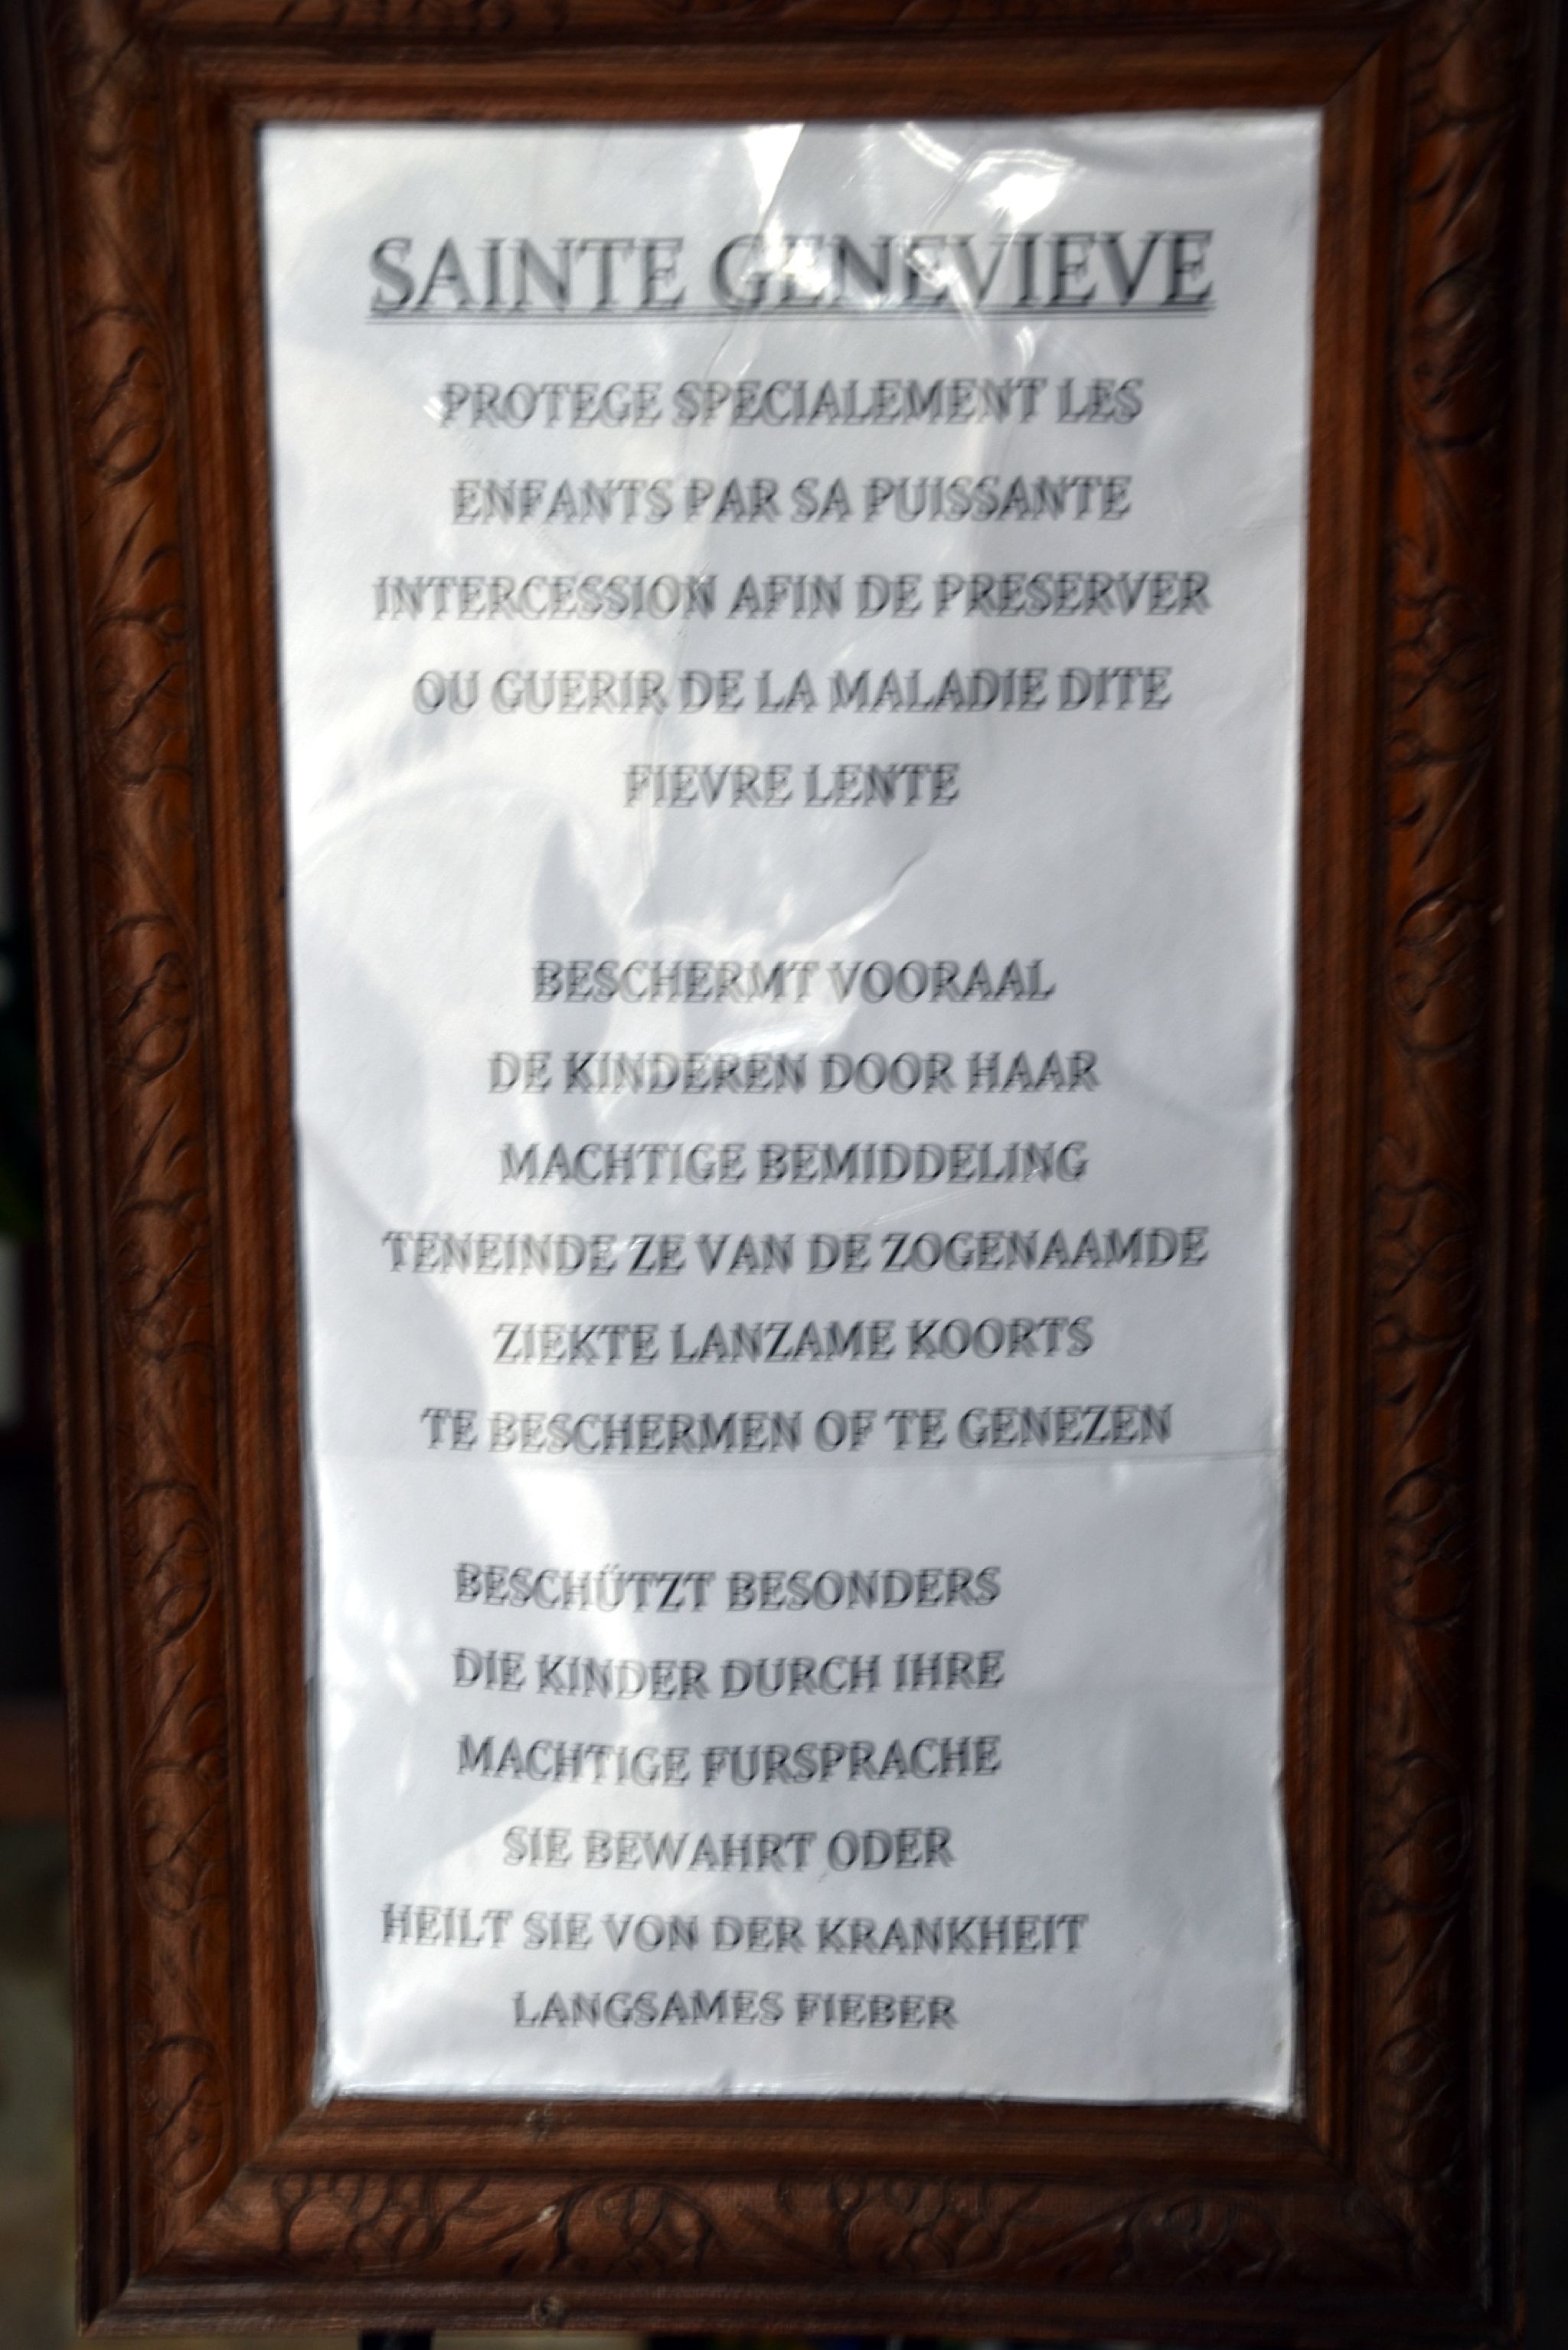 SAINTE GENEVIEVE
PROTEGE SPECIALEMENT LES
ENFANTS PAR SA PUISSANTE
INTERCESSION AFIN DE PRESERVER
OU GUERIR DE LA MALADIE DITE
FIEVRE LENTE
BESCHERMT VOORAAL
DE KINDEREN DOOR HAAR
MACHTIGE BEMIDDELING
TENEINDE ZE VAN DE ZOGENAAMDE
ZIEKTE LANZAME KOORTS
TE BESCHERMEN OF TE GENEZEN
BESCHÜTZT BESONDERS
DIE KINDER DURCH IHRE
MACHTIGE FURSPRACHE
SIE BEWAHRT ODER
HEILT SIE VON DER KRANKHEIT
LANGSAMES FIEBER